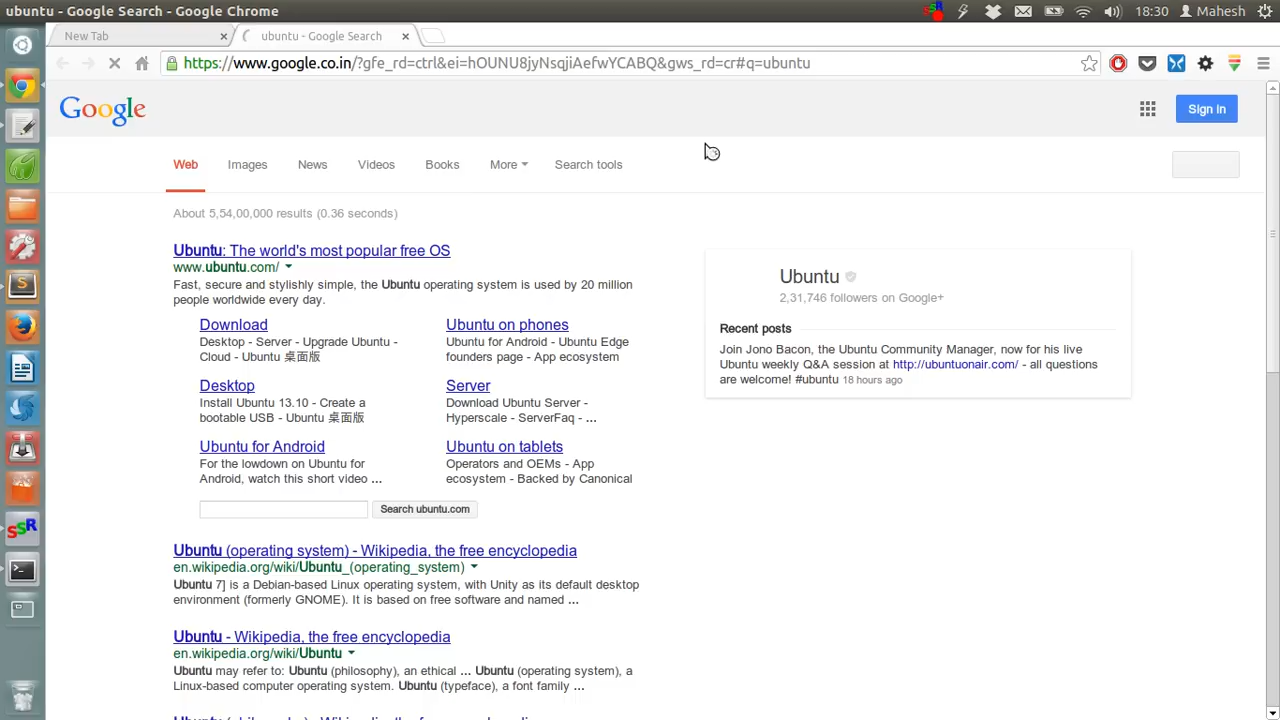 ubuntu - Google Search - Google Chrome
18:30 Mahesh
New Tab
ubuntu - Google Search
https://www.google.co.in/?gfe_rd=ctrl&ei=hOUNU8jyNsqjiAefwYCABQ&gws_rd=cr#q=ubuntu
Google
Sign in
Web Images News Videos Books More Search tools
About 5,54,00,000 results (0.36 seconds)
Ubuntu: The world's most popular free OS
www.ubuntu.com/
Fast, secure and stylishly simple, the Ubuntu operating system is used by 20 million
people worldwide every day.
Download
Desktop - Server - Upgrade Ubuntu -
Cloud - Ubuntu 桌面版
Ubuntu on phones
Ubuntu for Android - Ubuntu Edge
founders page - App ecosystem
Desktop
Install Ubuntu 13.10 - Create a
bootable USB - Ubuntu 桌面版
Server
Download Ubuntu Server -
Hyperscale - ServerFaq - ...
Ubuntu for Android
For the lowdown on Ubuntu for
Android, watch this short video ...
Ubuntu on tablets
Operators and OEMs - App
ecosystem - Backed by Canonical
Search ubuntu.com
Ubuntu (operating system) - Wikipedia, the free encyclopedia
en.wikipedia.org/wiki/Ubuntu_(operating_system)
Ubuntu 7] is a Debian-based Linux operating system, with Unity as its default desktop
environment (formerly GNOME). It is based on free software and named ...
Ubuntu - Wikipedia, the free encyclopedia
en.wikipedia.org/wiki/Ubuntu
Ubuntu may refer to: Ubuntu (philosophy), an ethical ... Ubuntu (operating system), a
Linux-based computer operating system. Ubuntu (typeface), a font family ...
Ubuntu
2,31,746 followers on Google+
Recent posts
Join Jono Bacon, the Ubuntu Community Manager, now for his live
Ubuntu weekly Q&A session at http://ubuntuonair.com/ - all questions
are welcome! #ubuntu 18 hours ago